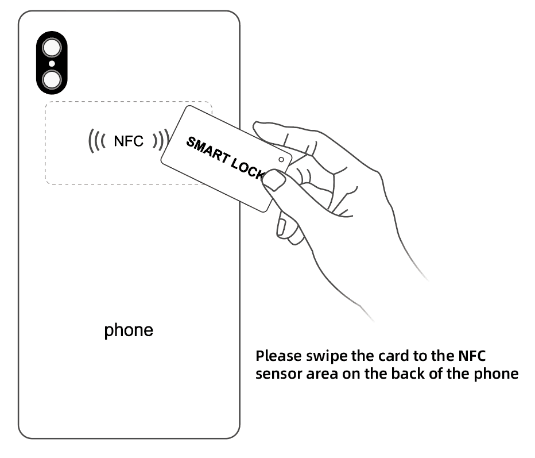 NFC
SMART LOCK
phone
Please swipe the card to the NFC
sensor area on the back of the phone